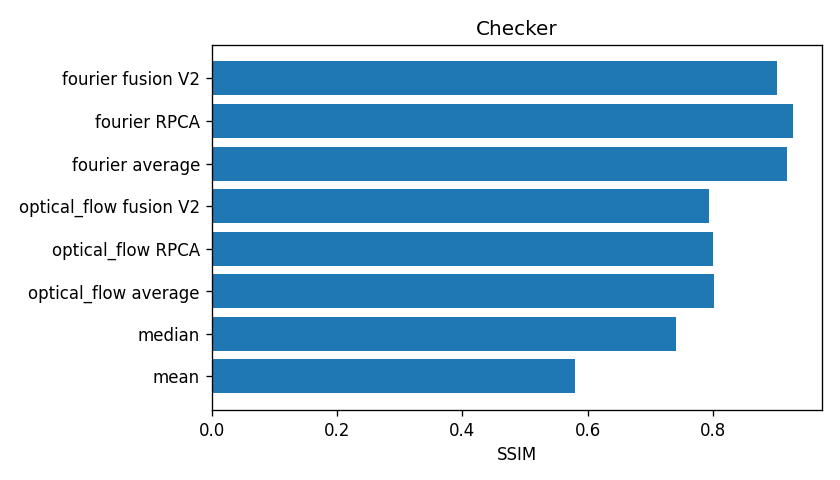 Checker
fourier fusion V2
fourier RPCA
fourier average
optical_flow fusion V2
optical_flow RPCA
optical_flow average
median
mean
0.0 0.2 0.4 0.6 0.8
SSIM